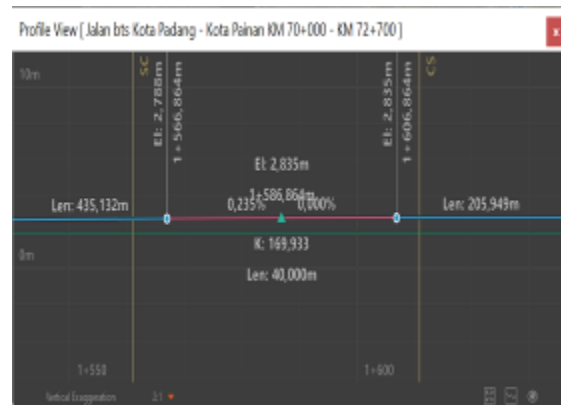 Profile View [ Jalan bts Kota Padang - Kota Painan KM 70+000 - KM 72+700 ]
x
10m
SC
El: 2,788m
1+566,864m
El: 2,835m
1+606,864m
CS
El: 2,835m
1+586,864m
Len: 435,132m
0,235%
0,000%
Len: 205,949m
0m
K: 169,933
Len: 40,000m
1+550
1+600
Vertical Exaggeration
2:1